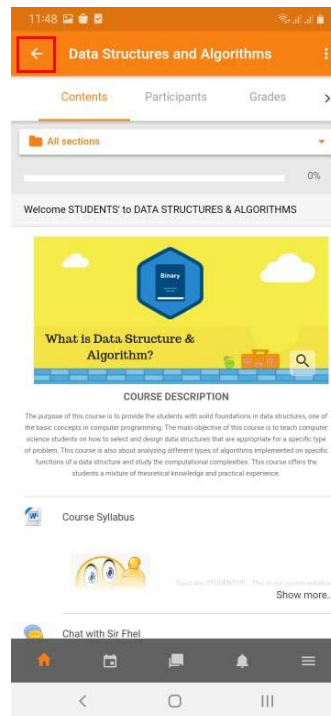 11:48
Data Structures and Algorithms
Contents Participants Grades
All sections
0%
Welcome STUDENTS' to DATA STRUCTURES & ALGORITHMS
Binary
What is Data Structure &
Algorithm?
COURSE DESCRIPTION
The purpose of this course is to provide the students with solid foundations in data structures, one of
the basic concepts in computer programming. The main objective of this course is to teach computer
science students on how to select and design data structures that are appropriate for a specific type
of problem. This course is also about analyzing different types of algorithms implemented on specific
functions of a data structure and study the computational complexities. This course offers the
students a mixture of theoretical knowledge and practical experience.
Course Syllabus
Show more..
Chat with Sir Fhel